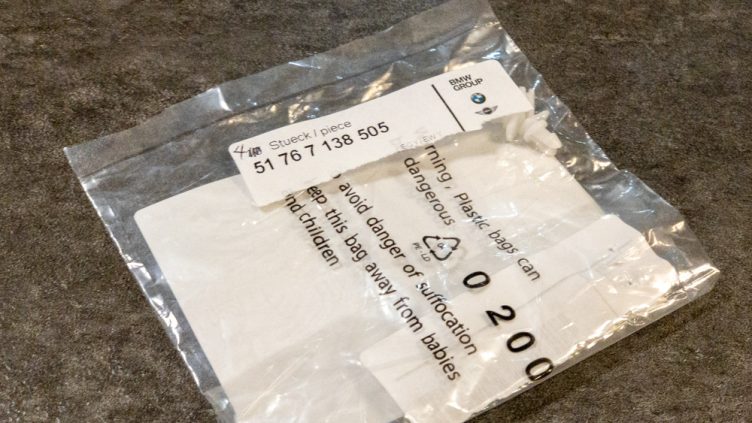 BMW
GROUP
4 Stueck / piece
51 76 7 138 505
rning, Plastic bags can
dangerous
avoid danger of suffocation
eep this bag away from babies
nd children
PE-LD
0 200